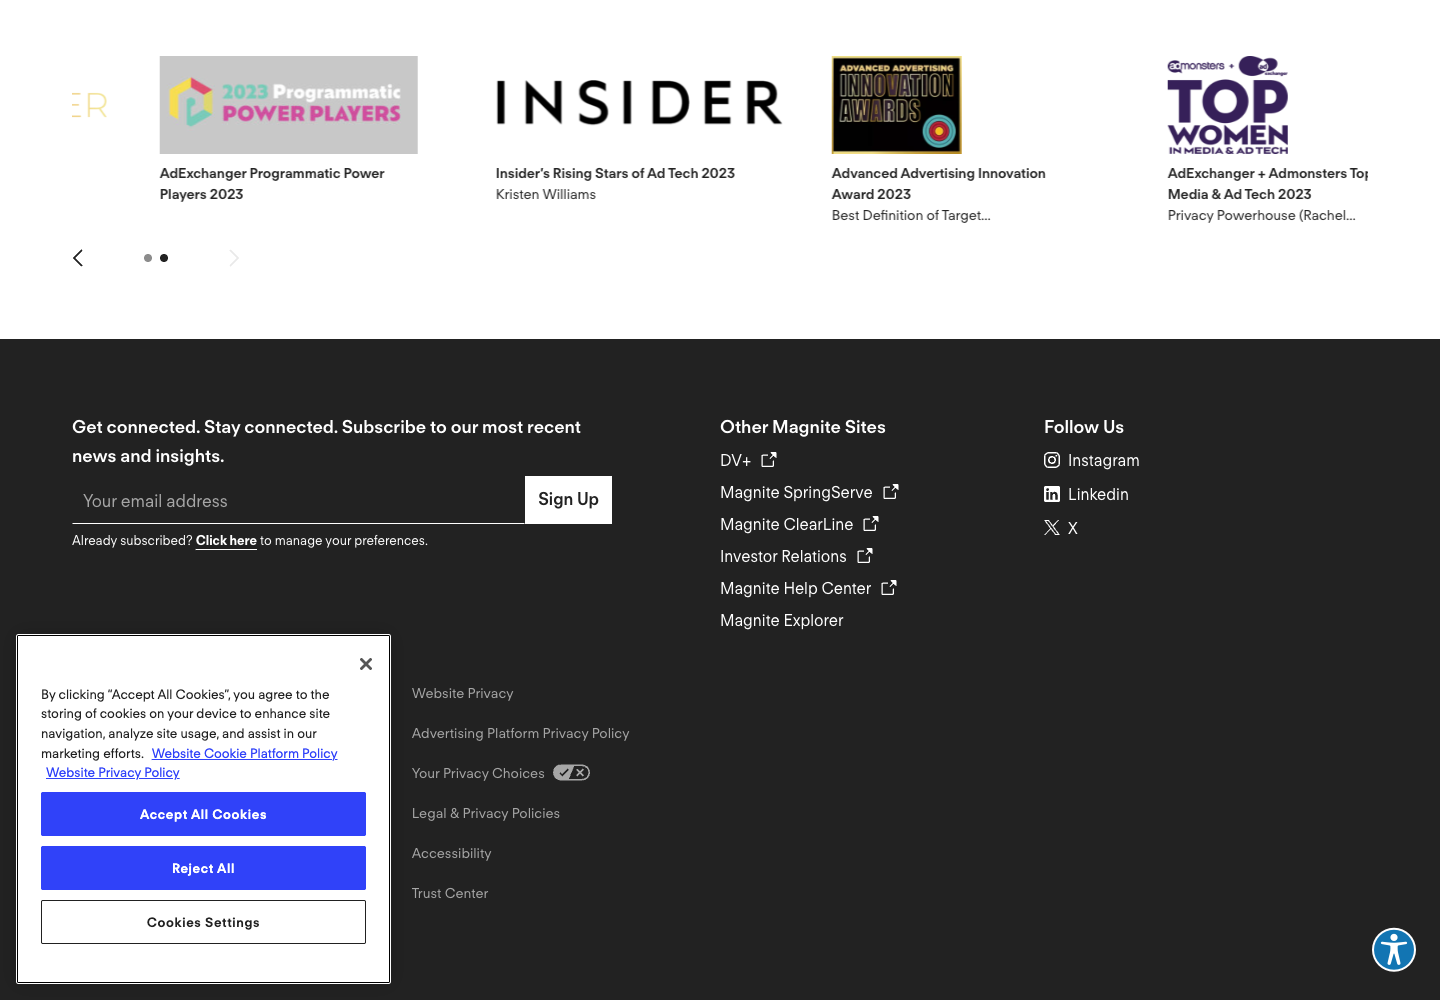 ER
2023 Programmatic
POWER PLAYERS
AdExchanger Programmatic Power
Players 2023
INSIDER
Insider's Rising Stars of Ad Tech 2023
Kristen Williams
ADVANCED ADVERTISING
INNOVATION
AWARDS
Advanced Advertising Innovation
Award 2023
Best Definition of Target...
admonsters + adexchanger
TOP
WOMEN
IN MEDIA & AD TECH
AdExchanger + Admonsters Top
Media & Ad Tech 2023
Privacy Powerhouse (Rachel...
Get connected. Stay connected. Subscribe to our most recent
news and insights.
Your email address
Sign Up
Already subscribed? Click here to manage your preferences.
Other Magnite Sites
DV+
Magnite SpringServe
Magnite ClearLine
Investor Relations
Magnite Help Center
Magnite Explorer
Follow Us
Instagram
Linkedin
X
By clicking “Accept All Cookies”, you agree to the
storing of cookies on your device to enhance site
navigation, analyze site usage, and assist in our
marketing efforts. Website Cookie Platform Policy
Website Privacy Policy
Accept All Cookies
Reject All
Cookies Settings
Website Privacy
Advertising Platform Privacy Policy
Your Privacy Choices
Legal & Privacy Policies
Accessibility
Trust Center